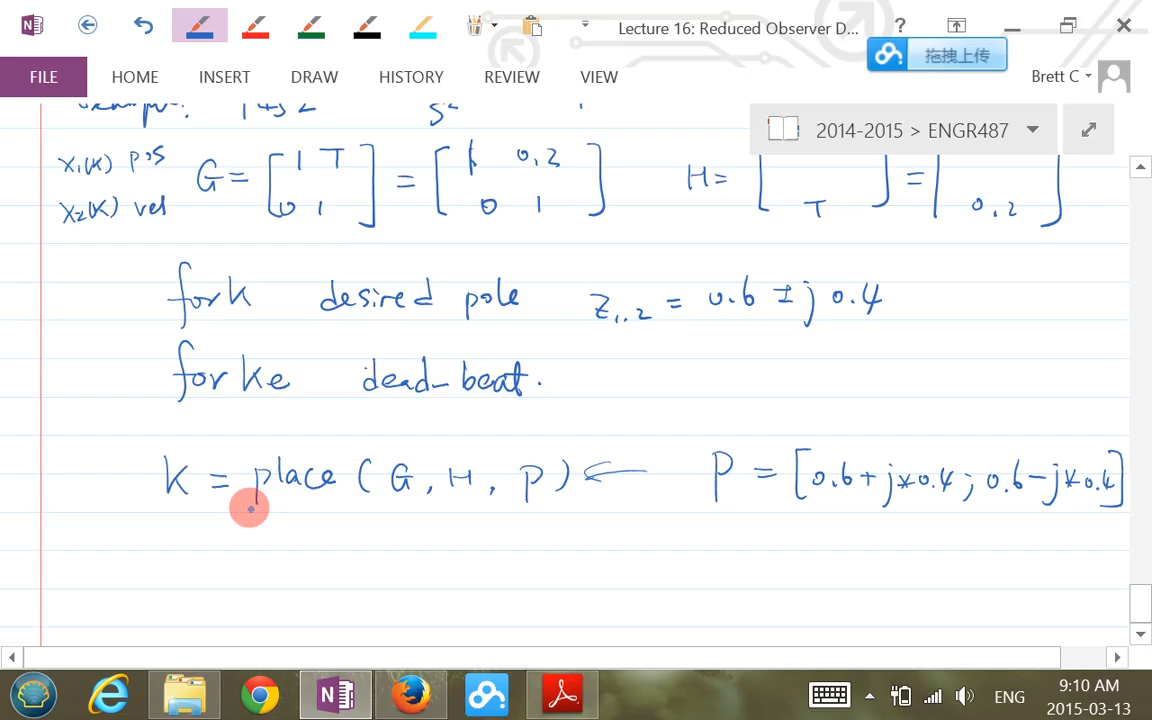 Lecture 16: Reduced Observer D...
?
拖拽上传
FILE HOME INSERT DRAW HISTORY REVIEW VIEW
Brett C
2014-2015 > ENGR487
x₁(k) pos
x₂(k) vel
G = [1 T; 0 1] = [1 0.2; 0 1]
H = [ T ] = [ 0.2 ]
for k desired pole z₁,₂ = 0.6 ± j 0.4
for ke dead-beat.
K = place (G, H, P) ← P = [0.6+j*0.4; 0.6-j*0.4]
ENG
9:10 AM
2015-03-13